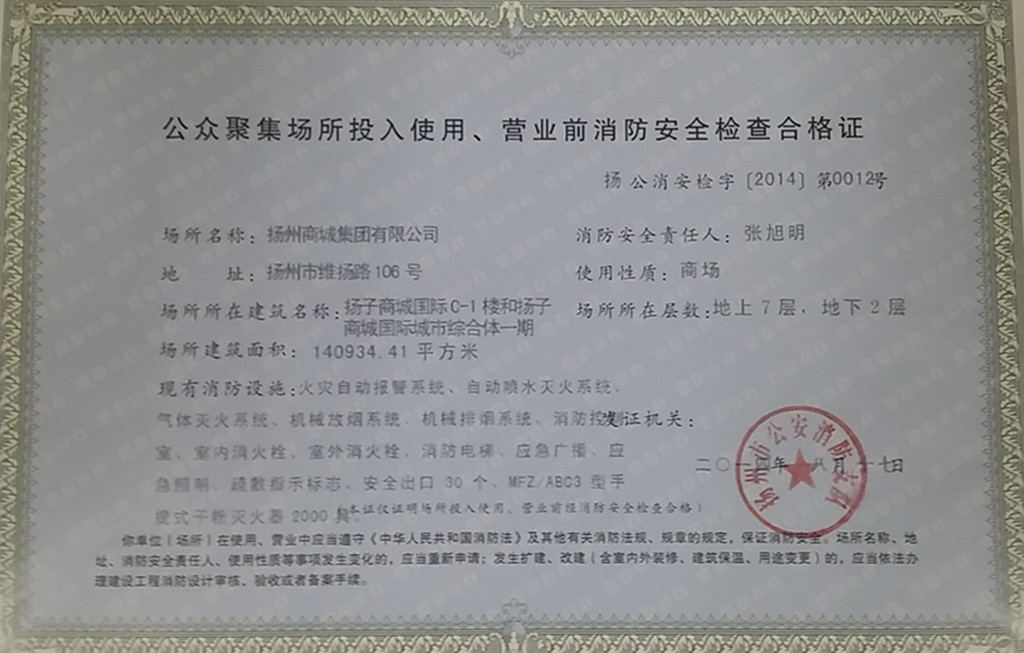 公众聚集场所投入使用、营业前消防安全检查合格证
扬公消安检字〔2014〕第0012号
场所名称：扬州商城集团有限公司
消防安全责任人：张旭明
地 址：扬州市维扬路106号
使用性质：商场
场所所在建筑名称：扬子商城国际C-1楼和扬子
商城国际城市综合体一期
场所所在层数：地上7层，地下2层
场所建筑面积：140934.41平方米
现有消防设施：火灾自动报警系统、自动喷水灭火系统、
气体灭火系统、机械放烟系统、机械排烟系统、消防控制
发证机关：
室、室内消火栓、室外消火栓、消防电梯、应急广播、应
二〇一四年 八月十七日
急照明、疏散指示标志、安全出口30个、MFZ/ABC3型手
提式干粉灭火器2000具。
（本证仅证明场所投入使用、营业前经消防安全检查合格）
扬州市公安消防支队
你单位（场所）在使用、营业中应当遵守《中华人民共和国消防法》及其他有关消防法规、规章的规定，保证消防安全。场所名称、地
址、消防安全责任人、使用性质等事项发生变化的，应当重新申请；发生扩建、改建（含室内外装修、建筑保温、用途变更）的，应当依法办
理建设工程消防设计审核、验收或者备案手续。